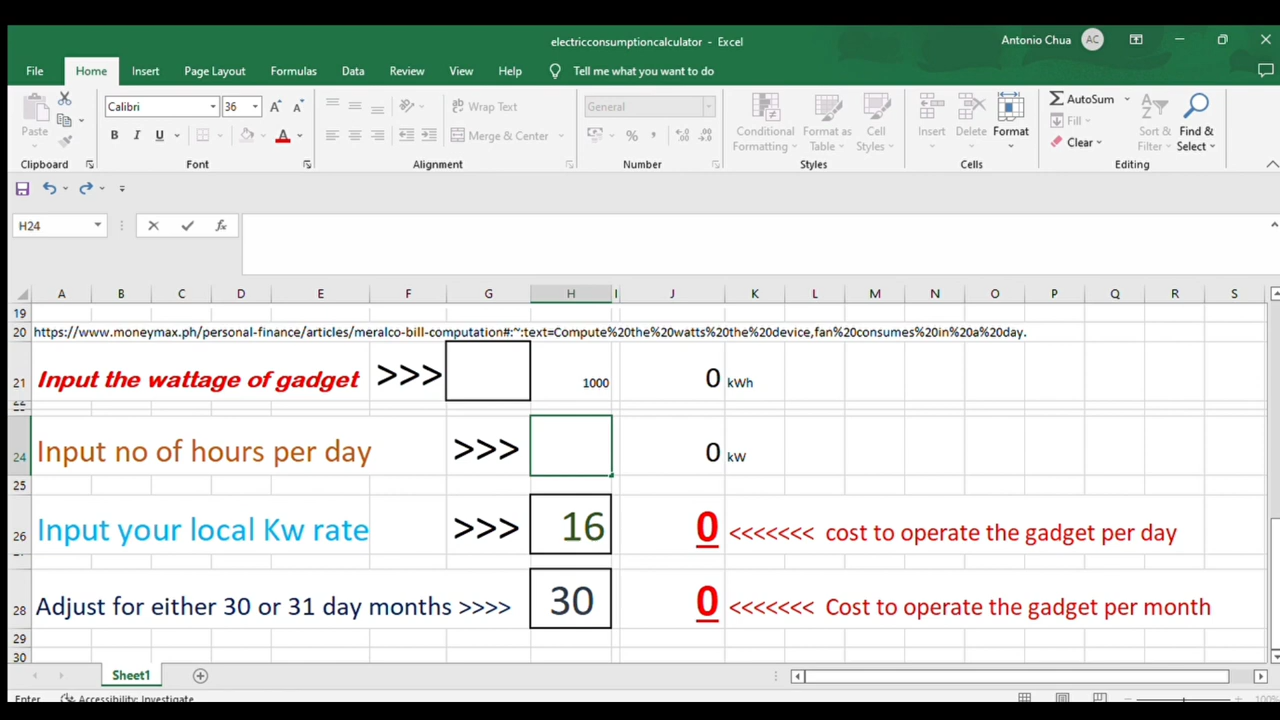 electricconsumptioncalculator - Excel
Antonio Chua AC
File Home Insert Page Layout Formulas Data Review View Help Tell me what you want to do
Calibri 36 A A Wrap Text General AutoSum
Fill
Paste B I U A Merge & Center % Conditional Formatting Format as Table Cell Styles Insert Delete Format Clear Sort & Filter Find & Select
Clipboard Font Alignment Number Styles Cells Editing
H24 fx
A B C D E F G H I J K L M N O P Q R S
19
20 https://www.moneymax.ph/personal-finance/articles/meralco-bill-computation#:~:text=Compute%20the%20watts%20the%20device,fan%20consumes%20in%20a%20day.
21 Input the wattage of gadget >>> 1000 0 kWh
24 Input no of hours per day >>> 0 kW
25
26 Input your local Kw rate >>> 16 0 <<<<<<< cost to operate the gadget per day
28 Adjust for either 30 or 31 day months >>>> 30 0 <<<<<<< Cost to operate the gadget per month
29
30
Sheet1
Enter Accessibility: Investigate 100%